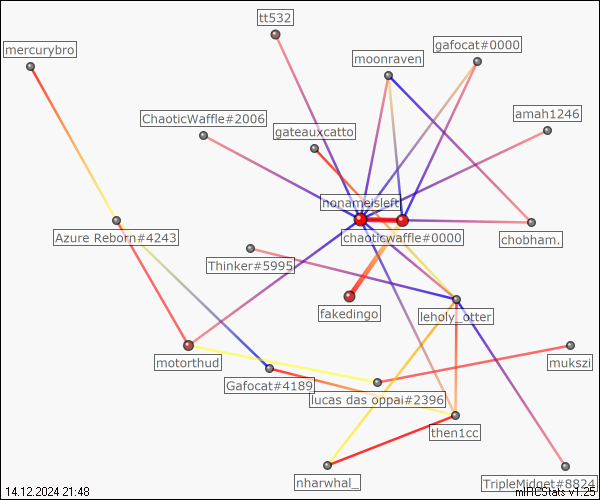 tt532
mercurybro
gafocat#0000
moonraven
amah1246
ChaoticWaffle#2006
gateauxcatto
nonameisleft
Azure Reborn#4243
chaoticwaffle#0000
chobham.
Thinker#5995
fakedingo
leholy_otter
motorthud
mukszi
Gafocat#4189
lucas das oppai#2396
then1cc
nharwhal_
TripleMidget#8824
14.12.2024 21:48
mIRCStats v1.25